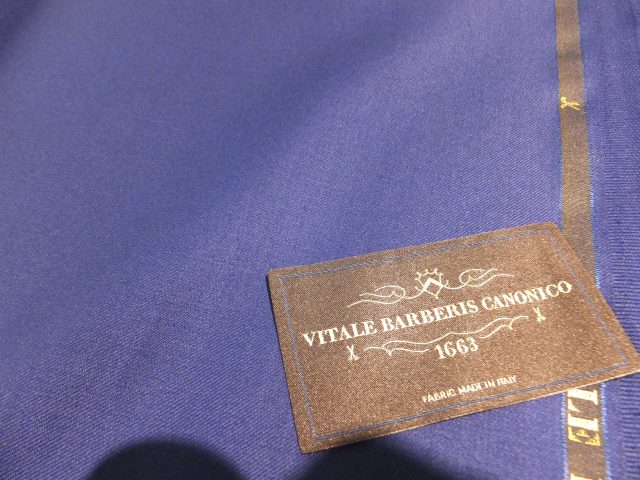 VITALE BARBERIS CANONICO
1663
FABRIC MADE IN ITALY